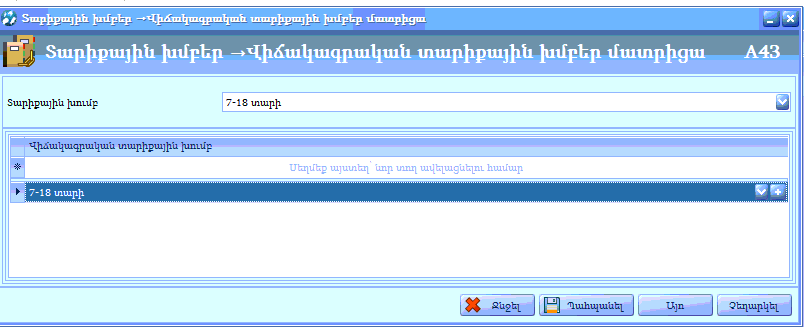 Տարիքային խմբեր →Վիճակագրական տարիքային խմբեր մատրիցա
Տարիքային խմբեր →Վիճակագրական տարիքային խմբեր մատրիցա A43
Տարիքային խումբ 7-18 տարի
Վիճակագրական տարիքային խումբ
Սեղմեք այստեղ՝ նոր տող ավելացնելու համար
7-18 տարի
Ջնջել Պահպանել Այո Չեղարկել